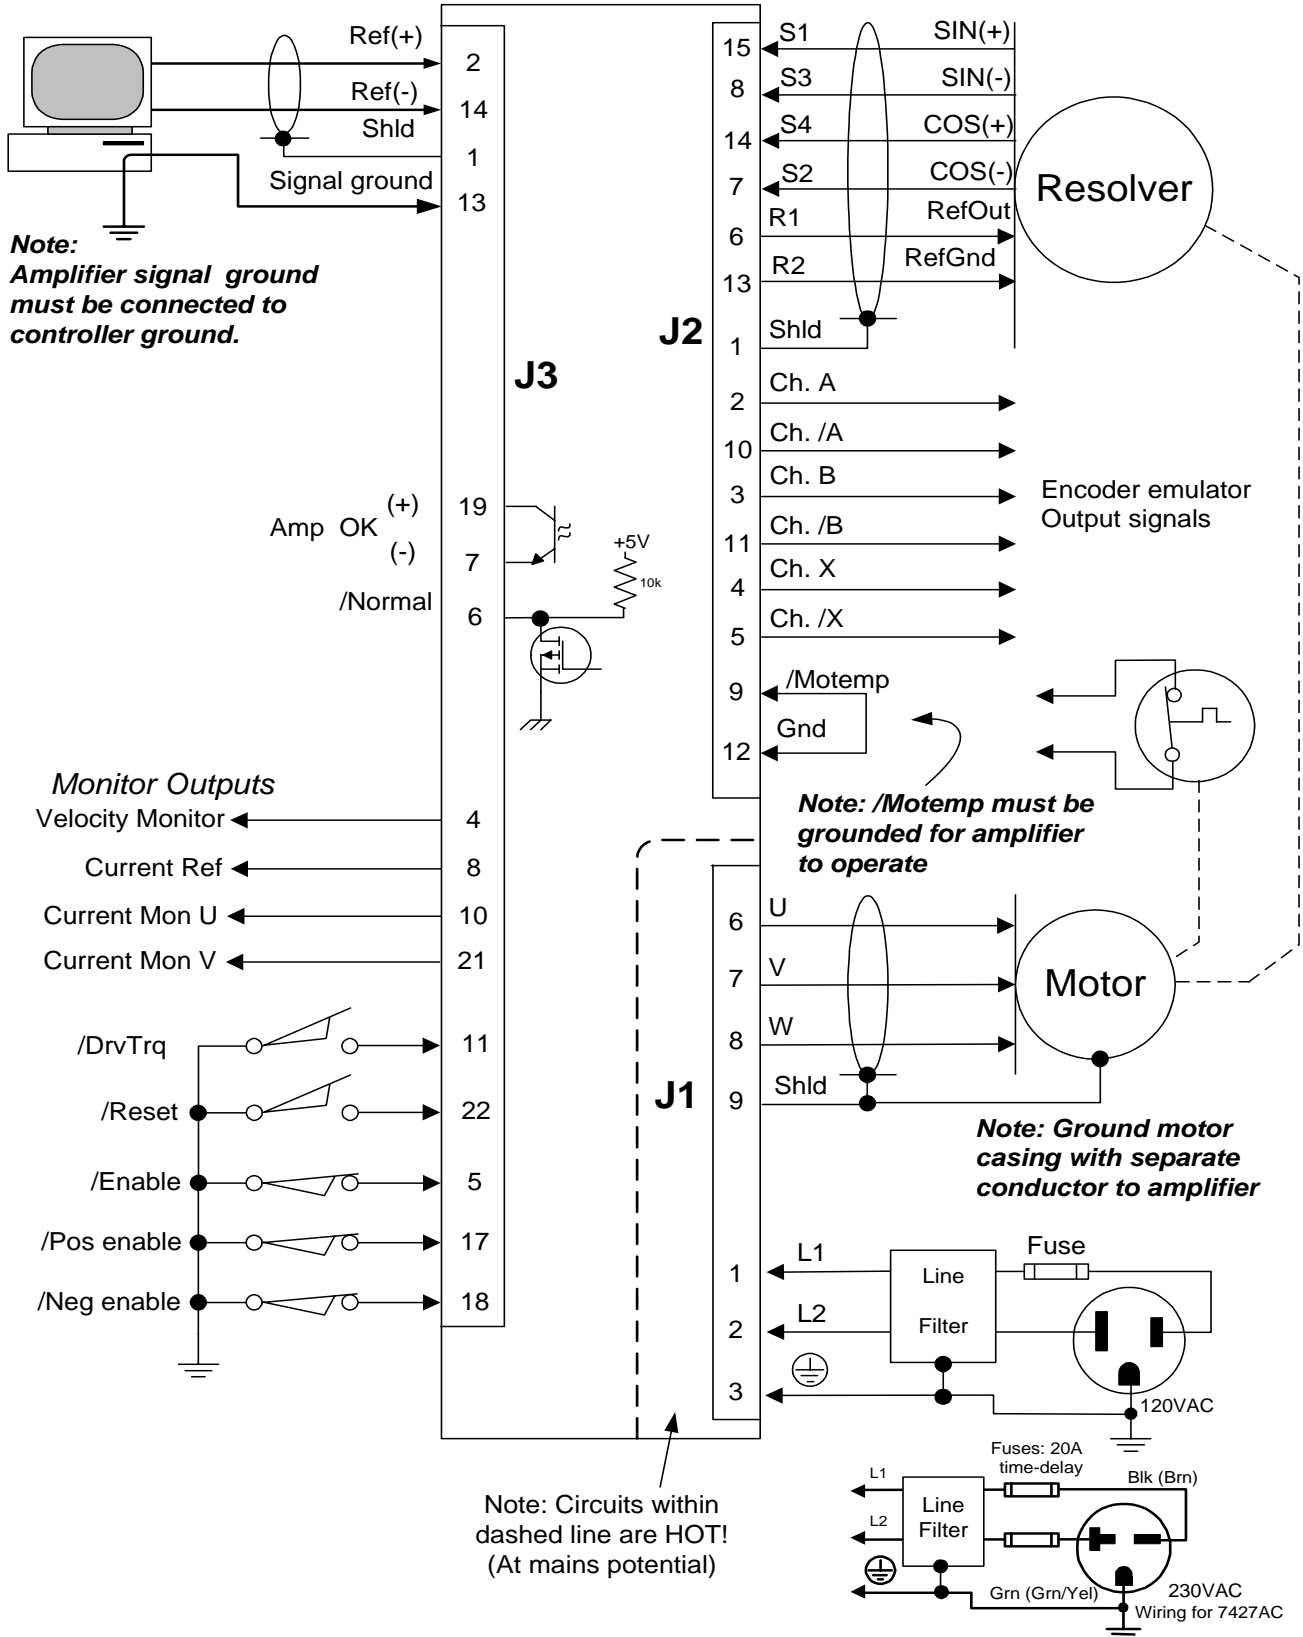 Ref(+)
2
Ref(-)
14
Shld
1
Signal ground
13
Note:
Amplifier signal ground
must be connected to
controller ground.
J3
Amp OK
(+)
19
(-)
7
+5V
10k
/Normal
6
Monitor Outputs
Velocity Monitor
4
Current Ref
8
Current Mon U
10
Current Mon V
21
/DrvTrq
11
/Reset
22
/Enable
5
/Pos enable
17
/Neg enable
18
J2
15
S1
SIN(+)
8
S3
SIN(-)
14
S4
COS(+)
7
S2
COS(-)
6
R1
RefOut
13
R2
RefGnd
1
Shld
Resolver
2
Ch. A
10
Ch. /A
3
Ch. B
11
Ch. /B
4
Ch. X
5
Ch. /X
Encoder emulator
Output signals
9
/Motemp
12
Gnd
Note: /Motemp must be
grounded for amplifier
to operate
J1
6
U
7
V
8
W
9
Shld
Motor
Note: Ground motor
casing with separate
conductor to amplifier
1
L1
2
L2
3
Line
Filter
Fuse
120VAC
Note: Circuits within
dashed line are HOT!
(At mains potential)
Fuses: 20A
time-delay
L1
L2
Line
Filter
Blk (Brn)
Grn (Grn/Yel)
230VAC
Wiring for 7427AC